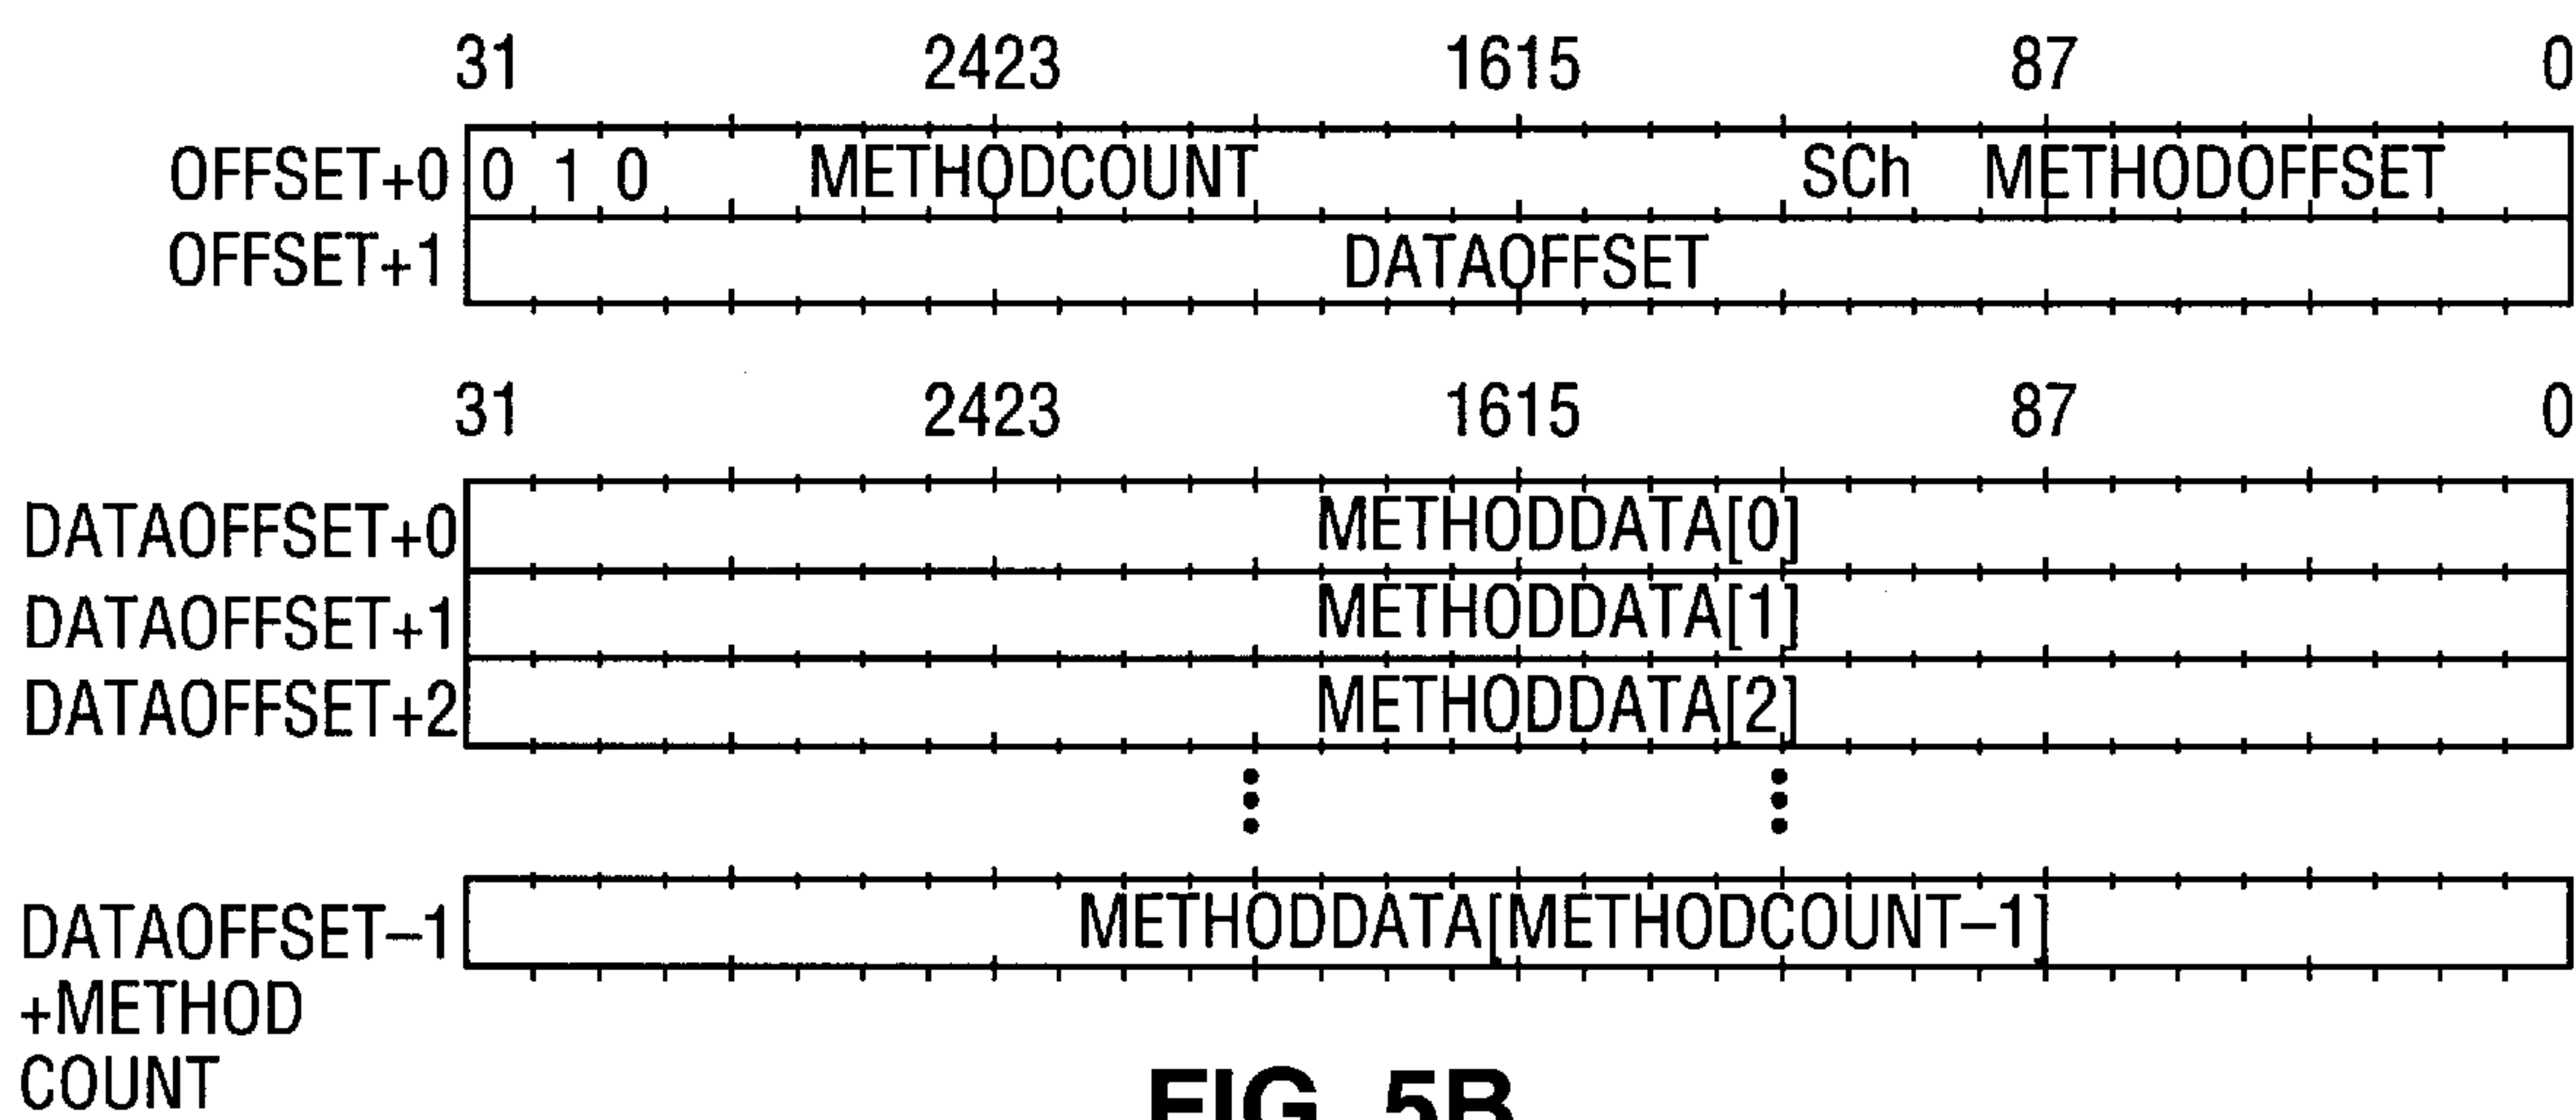 31 2423 1615 87 0
OFFSET+0 0 1 0 METHODCOUNT SCh METHODOFFSET
OFFSET+1 DATAOFFSET
31 2423 1615 87 0
DATAOFFSET+0 METHODDATA[0]
DATAOFFSET+1 METHODDATA[1]
DATAOFFSET+2 METHODDATA[2]
DATAOFFSET–1 METHODDATA[METHODCOUNT–1]
+METHOD
COUNT
FIG. 5B